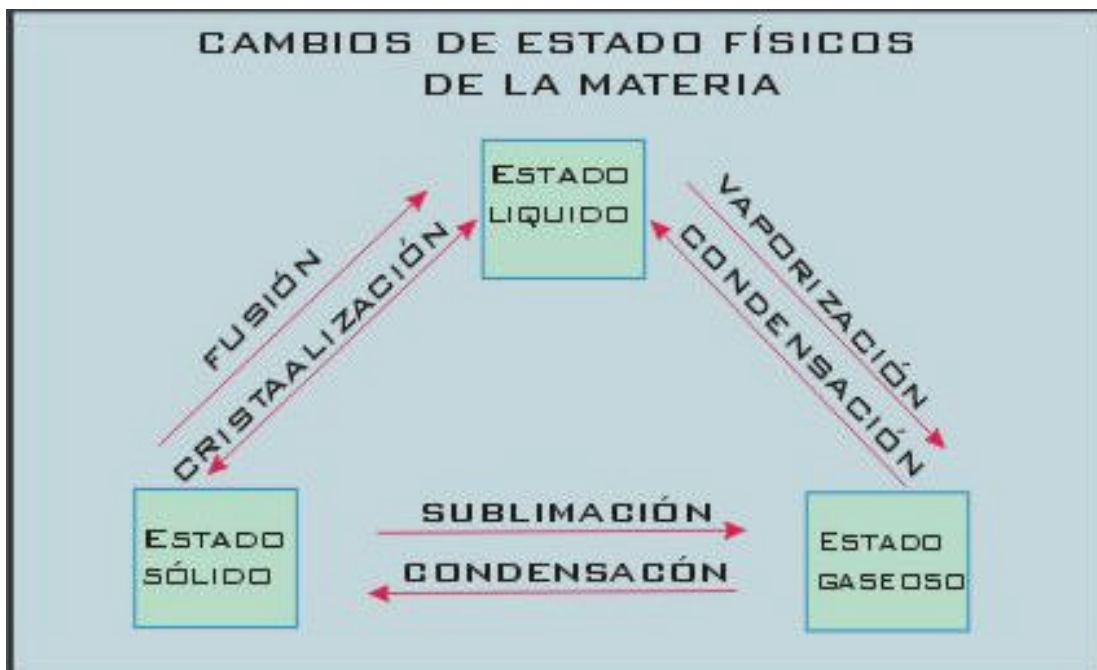 CAMBIOS DE ESTADO FÍSICOS
DE LA MATERIA
ESTADO
LIQUIDO
FUSIÓN
CRISTAALIZACIÓN
VAPORIZACIÓN
CONDENSACIÓN
ESTADO
SÓLIDO
SUBLIMACIÓN
CONDENSACÓN
ESTADO
GASEOSO